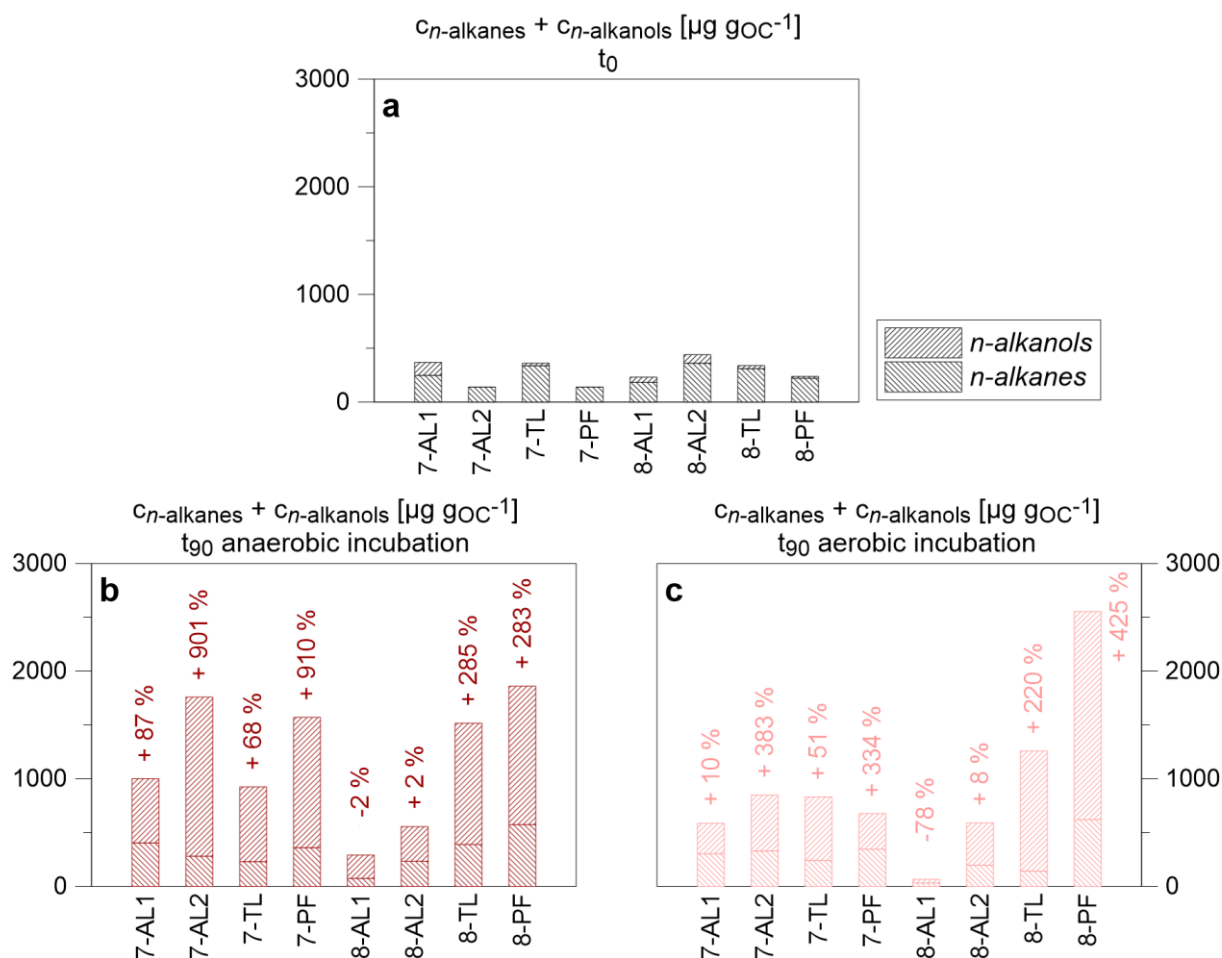 cn-alkanes + cn-alkanols [µg gOC-1]
t0
a
3000
2000
1000
0
7-AL1
7-AL2
7-TL
7-PF
8-AL1
8-AL2
8-TL
8-PF
n-alkanols
n-alkanes
cn-alkanes + cn-alkanols [µg gOC-1]
t90 anaerobic incubation
b
3000
2000
1000
0
+ 87 %
+ 901 %
+ 68 %
+ 910 %
-2 %
+ 2 %
+ 285 %
+ 283 %
7-AL1
7-AL2
7-TL
7-PF
8-AL1
8-AL2
8-TL
8-PF
cn-alkanes + cn-alkanols [µg gOC-1]
t90 aerobic incubation
c
+ 10 %
+ 383 %
+ 51 %
+ 334 %
-78 %
+ 8 %
+ 220 %
+ 425 %
3000
2000
1000
0
7-AL1
7-AL2
7-TL
7-PF
8-AL1
8-AL2
8-TL
8-PF